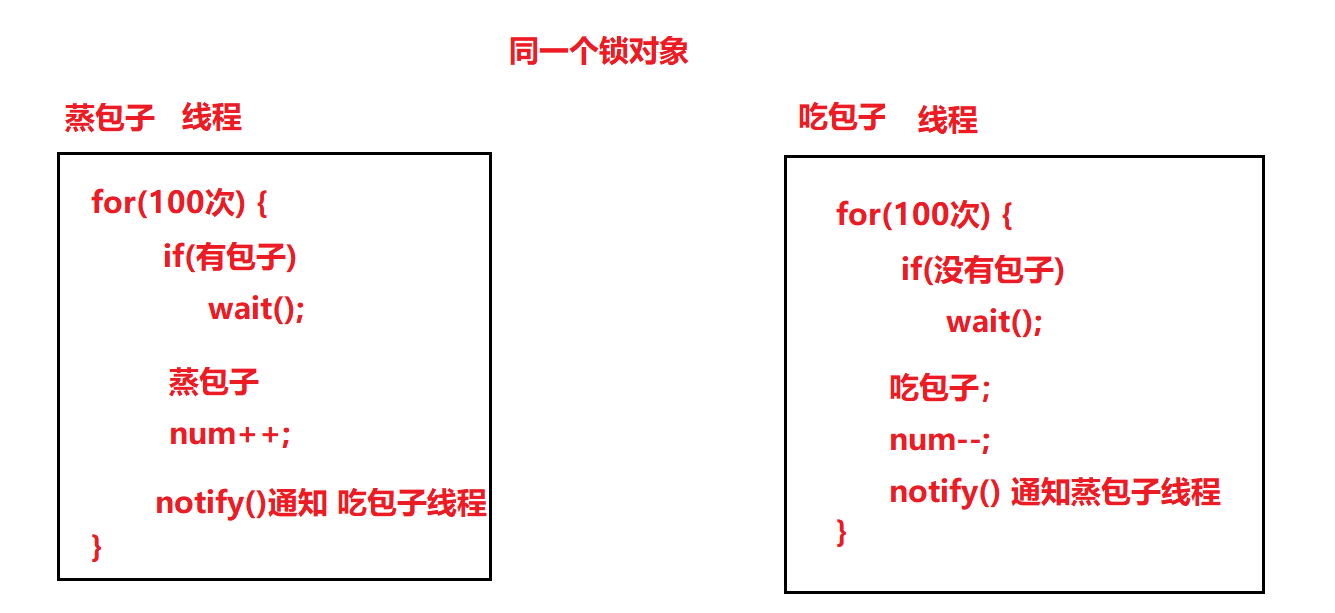 同一个锁对象
蒸包子 线程
for(100次) {
if(有包子)
wait();
蒸包子
num++;
notify()通知 吃包子线程
}
吃包子 线程
for(100次) {
if(没有包子)
wait();
吃包子;
num--;
notify() 通知蒸包子线程
}